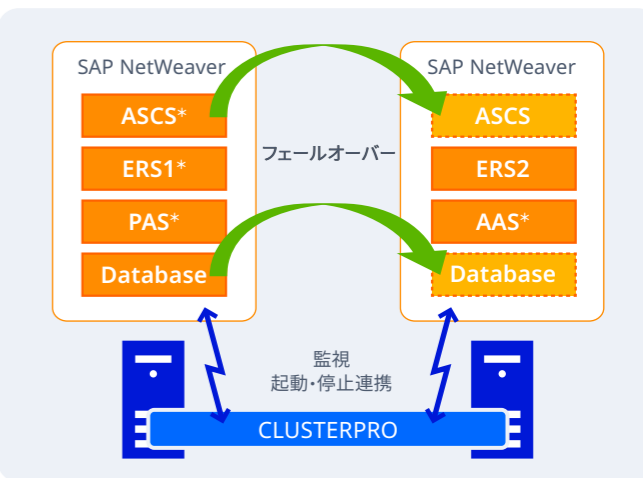 SAP NetWeaver
ASCS*
ERS1*
PAS*
Database
フェールオーバー
SAP NetWeaver
ASCS
ERS2
AAS*
Database
監視
起動・停止連携
CLUSTERPRO